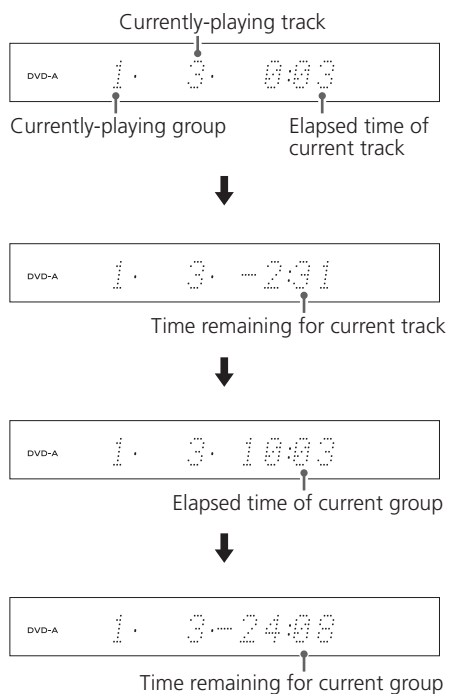 Currently-playing track
DVD-A 1. 3. 0:03
Currently-playing group
Elapsed time of
current track
DVD-A 1. 3. -2:31
Time remaining for current track
DVD-A 1. 3. 10:03
Elapsed time of current group
DVD-A 1. 3.-24:08
Time remaining for current group